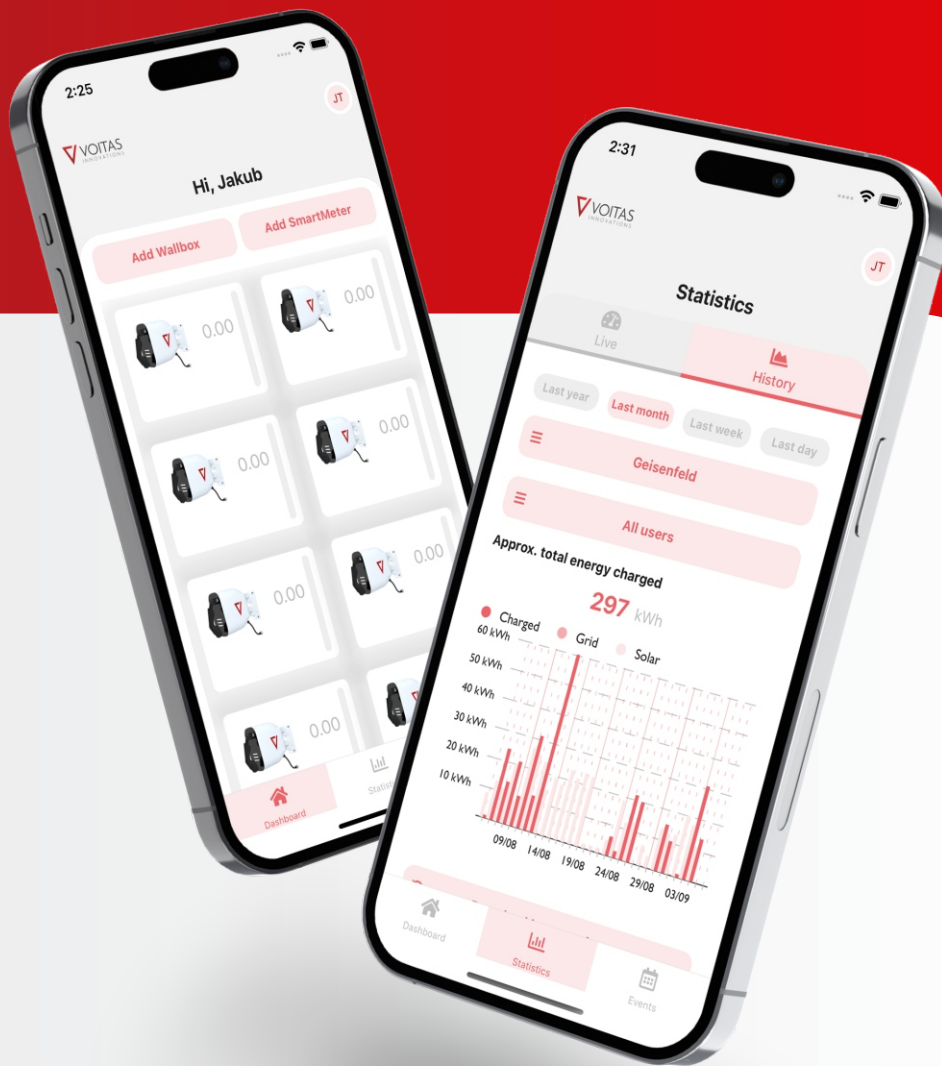 2:25
JT
VOITAS
INNOVATIONS
Hi, Jakub
Add Wallbox
Add SmartMeter
0.00
0.00
0.00
0.00
0.00
0.00
0.00
Dashboard
2:31
VOITAS
INNOVATIONS
JT
Statistics
Live
History
Last year
Last month
Last week
Last day
Geisenfeld
All users
Approx. total energy charged
297 kWh
Charged
Grid
Solar
60 kWh
50 kWh
40 kWh
30 kWh
20 kWh
10 kWh
09/08
14/08
19/08
24/08
29/08
03/09
Dashboard
Statistics
Events